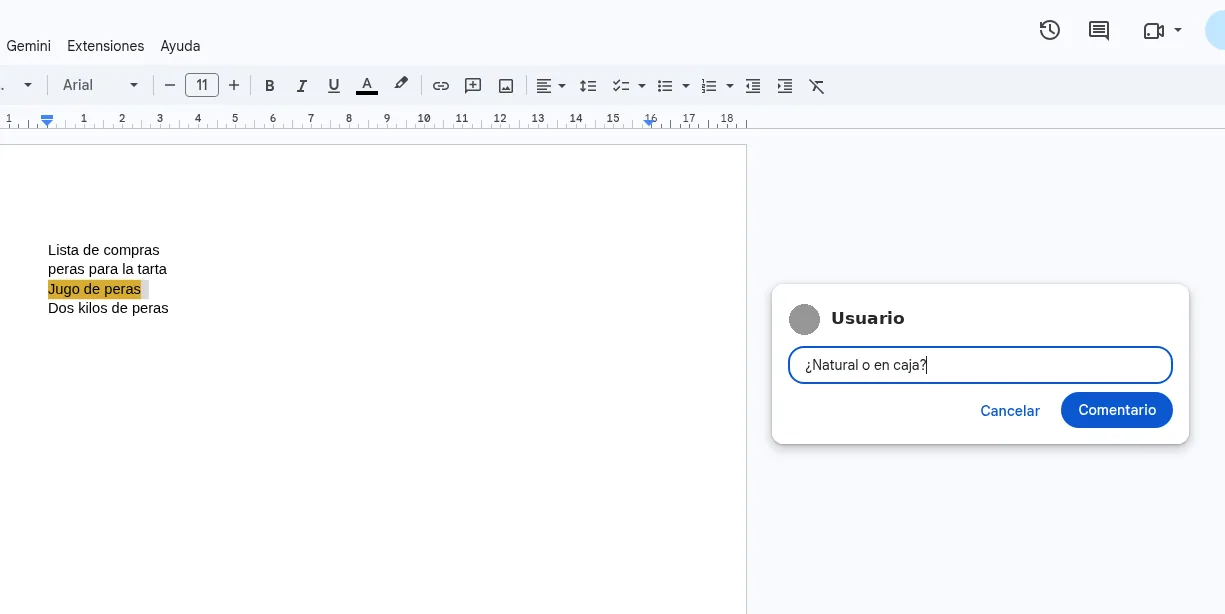 Gemini Extensiones Ayuda
Arial 11 B I U A
1 1 2 3 4 5 6 7 8 9 10 11 12 13 14 15 16 17 18
Lista de compras
peras para la tarta
Jugo de peras
Dos kilos de peras
Usuario
¿Natural o en caja?
Cancelar Comentario